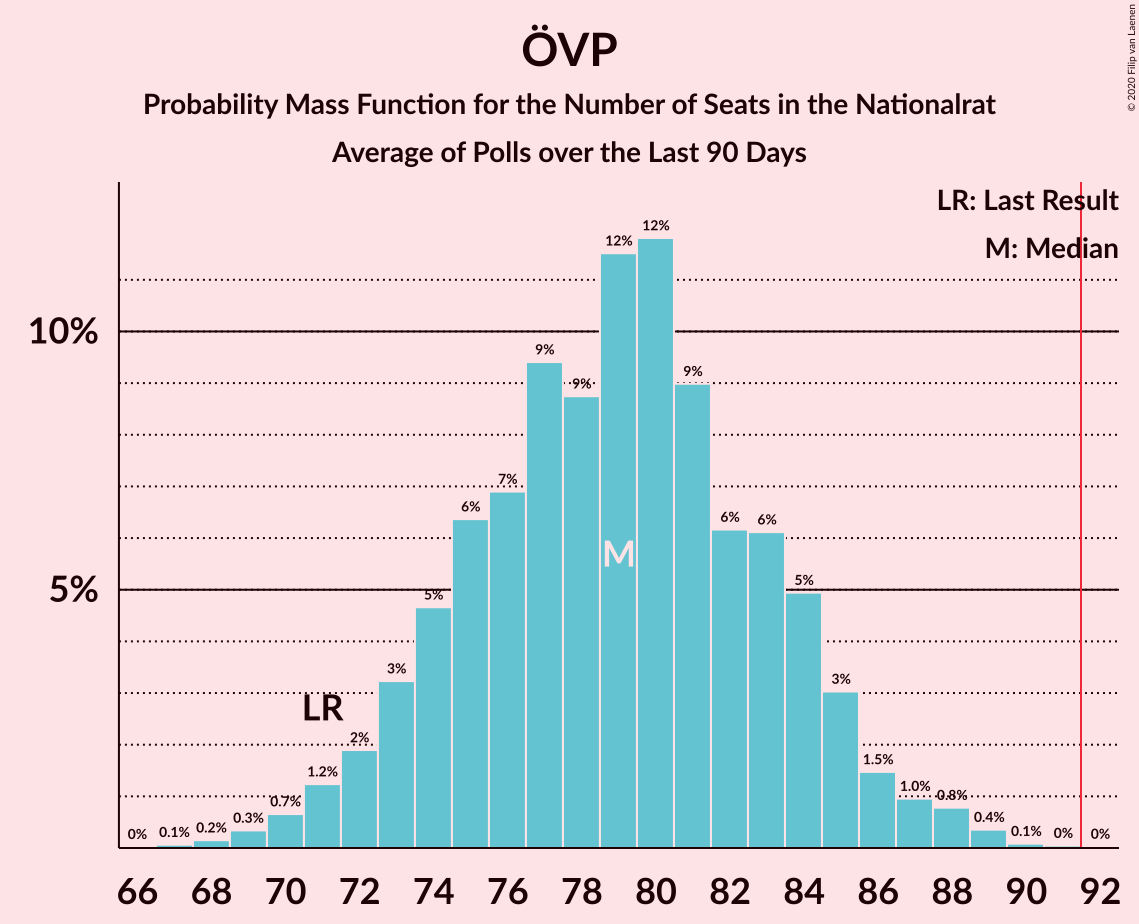 ÖVP
Probability Mass Function for the Number of Seats in the Nationalrat
Average of Polls over the Last 90 Days
© 2020 Filip van Laenen
LR: Last Result
M: Median
10%
5%
0% 0.1% 0.2% 0.3% 0.7% 1.2% 2% 3% 5% 6% 7% 9% 9% 12% 12% 9% 6% 6% 5% 3% 1.5% 1.0% 0.8% 0.4% 0.1% 0% 0%
LR
M
66 68 70 72 74 76 78 80 82 84 86 88 90 92